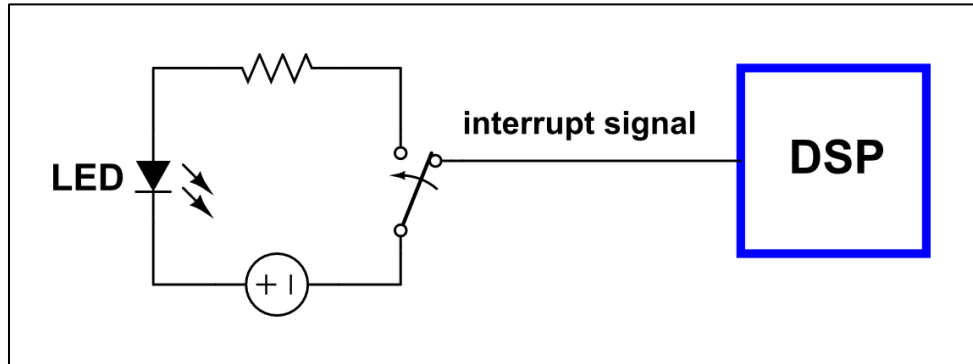 interrupt signal
DSP
LED
+ -